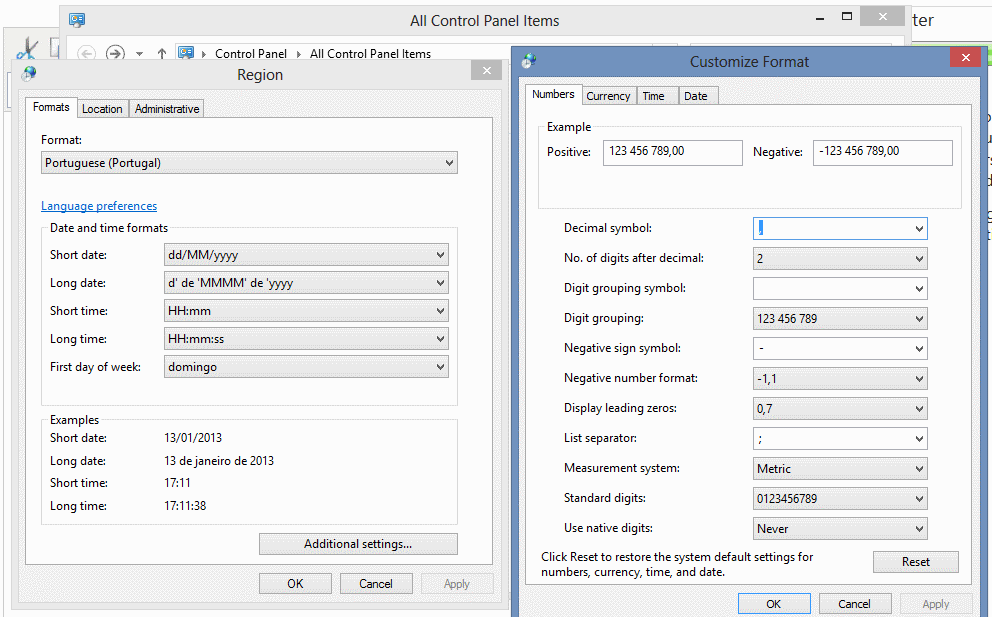 All Control Panel Items
ter
Control Panel
All Control Panel Items
Region
Formats
Location
Administrative
Format:
Portuguese (Portugal)
Language preferences
Date and time formats
Short date: dd/MM/yyyy
Long date: d' de 'MMMM' de 'yyyy
Short time: HH:mm
Long time: HH:mm:ss
First day of week: domingo
Examples
Short date: 13/01/2013
Long date: 13 de janeiro de 2013
Short time: 17:11
Long time: 17:11:38
Additional settings...
OK Cancel Apply
Customize Format
Numbers Currency Time Date
Example
Positive: 123 456 789,00 Negative: -123 456 789,00
Decimal symbol: ,
No. of digits after decimal: 2
Digit grouping symbol:
Digit grouping: 123 456 789
Negative sign symbol: -
Negative number format: -1,1
Display leading zeros: 0,7
List separator: ;
Measurement system: Metric
Standard digits: 0123456789
Use native digits: Never
Click Reset to restore the system default settings for
numbers, currency, time, and date.
Reset
OK Cancel Apply